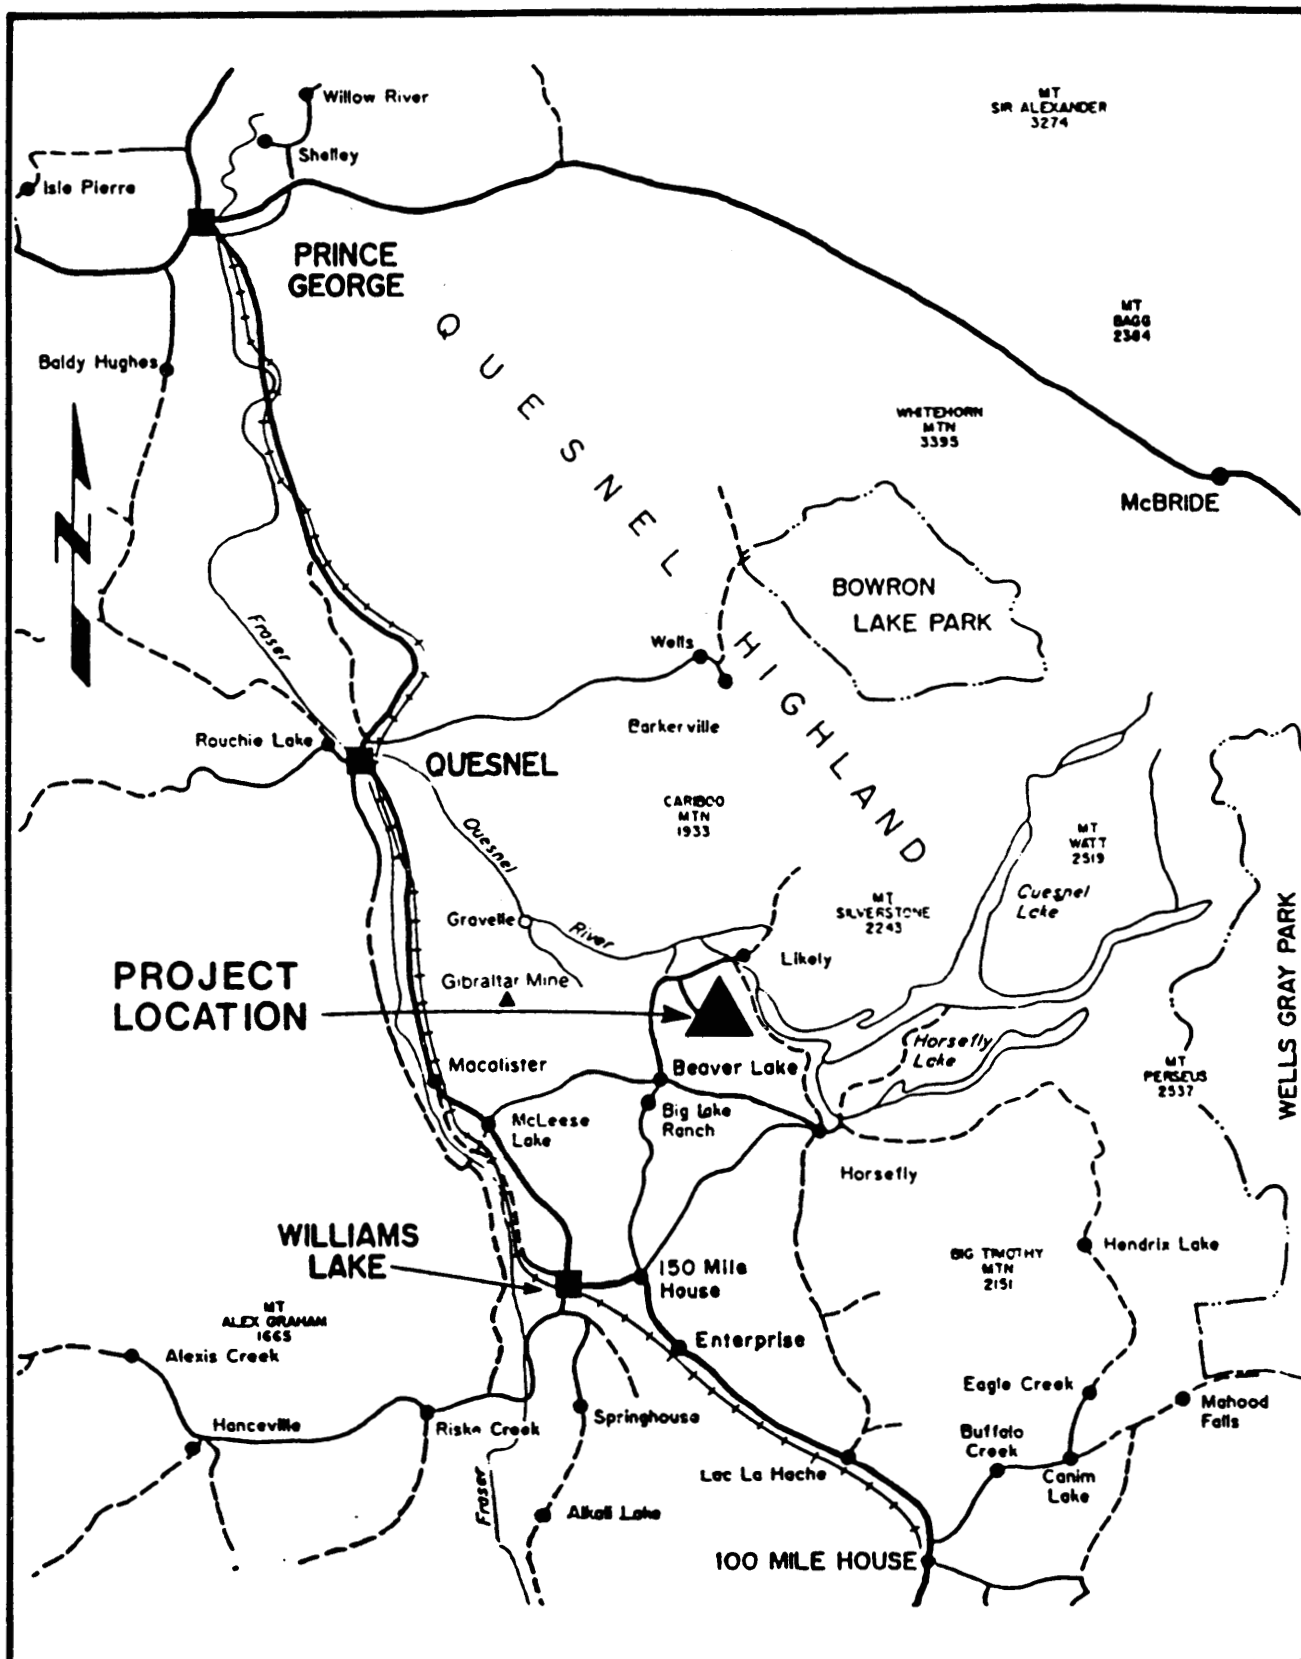 Willow River
MT
SIR ALEXANDER
3274
Shelley
Isle Pierre
PRINCE
GEORGE
MT
BAGG
2384
QUESNEL
HIGHLAND
Baldy Hughes
WHITEHORN
MTN
3395
McBRIDE
N
BOWRON
LAKE PARK
Fraser
Wells
Barkerville
Rouchie Lake
QUESNEL
CARIBOO
MTN
1933
Quesnel
River
MT
WATT
2519
Cuesnel
Lake
MT
SILVERSTONE
2243
Gravelle
Likely
WELLS GRAY PARK
PROJECT
LOCATION
Gibraltar Mine
Horsefly
Lake
Macalister
Beaver Lake
MT
PERSEUS
2537
Big Lake
Ranch
McLeese
Lake
Horsefly
WILLIAMS
LAKE
150 Mile
House
BIG TIMOTHY
MTN
2151
Hendrix Lake
MT
ALEX GRAHAM
1665
Enterprise
Alexis Creek
Eagle Creek
Mahood
Falls
Hanceville
Riske Creek
Springhouse
Buffalo
Creek
Lac La Hache
Canim
Lake
Fraser
Alkali Lake
100 MILE HOUSE